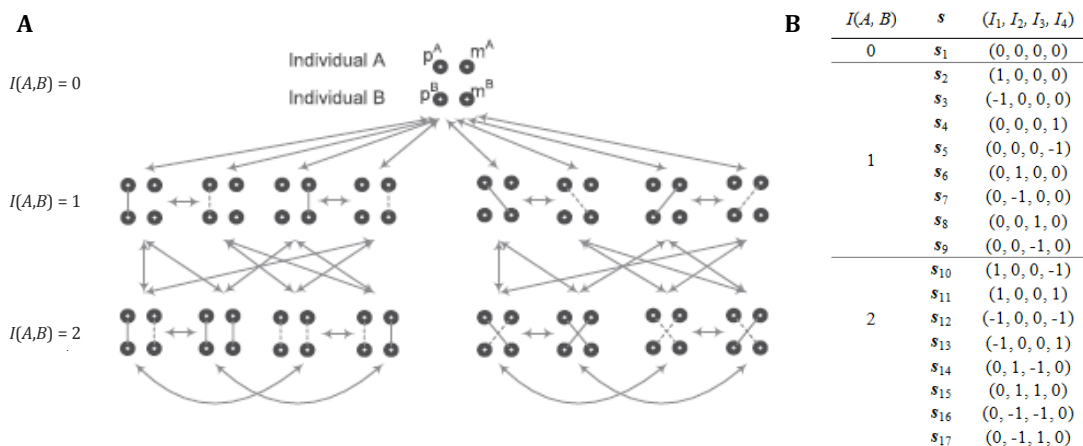 A
Individual A p^A m^A
Individual B p^B m^B
I(A,B) = 0
I(A,B) = 1
I(A,B) = 2
B
I(A, B) s (I₁, I₂, I₃, I₄)
0 s₁ (0, 0, 0, 0)
s₂ (1, 0, 0, 0)
s₃ (-1, 0, 0, 0)
s₄ (0, 0, 0, 1)
1 s₅ (0, 0, 0, -1)
s₆ (0, 1, 0, 0)
s₇ (0, -1, 0, 0)
s₈ (0, 0, 1, 0)
s₉ (0, 0, -1, 0)
s₁₀ (1, 0, 0, -1)
s₁₁ (1, 0, 0, 1)
2 s₁₂ (-1, 0, 0, -1)
s₁₃ (-1, 0, 0, 1)
s₁₄ (0, 1, -1, 0)
s₁₅ (0, 1, 1, 0)
s₁₆ (0, -1, -1, 0)
s₁₇ (0, -1, 1, 0)